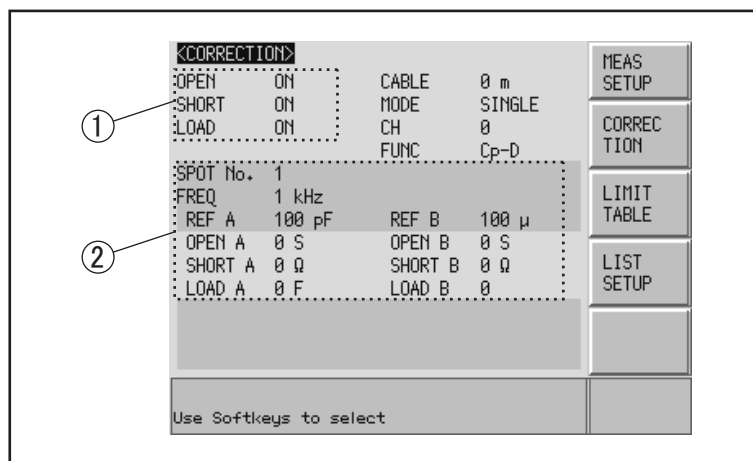 <CORRECTION>
OPEN ON CABLE 0 m
SHORT ON MODE SINGLE
LOAD ON CH 0
FUNC Cp-D
SPOT No. 1
FREQ 1 kHz
REF A 100 pF REF B 100 µ
OPEN A 0 S OPEN B 0 S
SHORT A 0 Ω SHORT B 0 Ω
LOAD A 0 F LOAD B 0
Use Softkeys to select
MEAS
SETUP
CORREC
TION
LIMIT
TABLE
LIST
SETUP
1
2